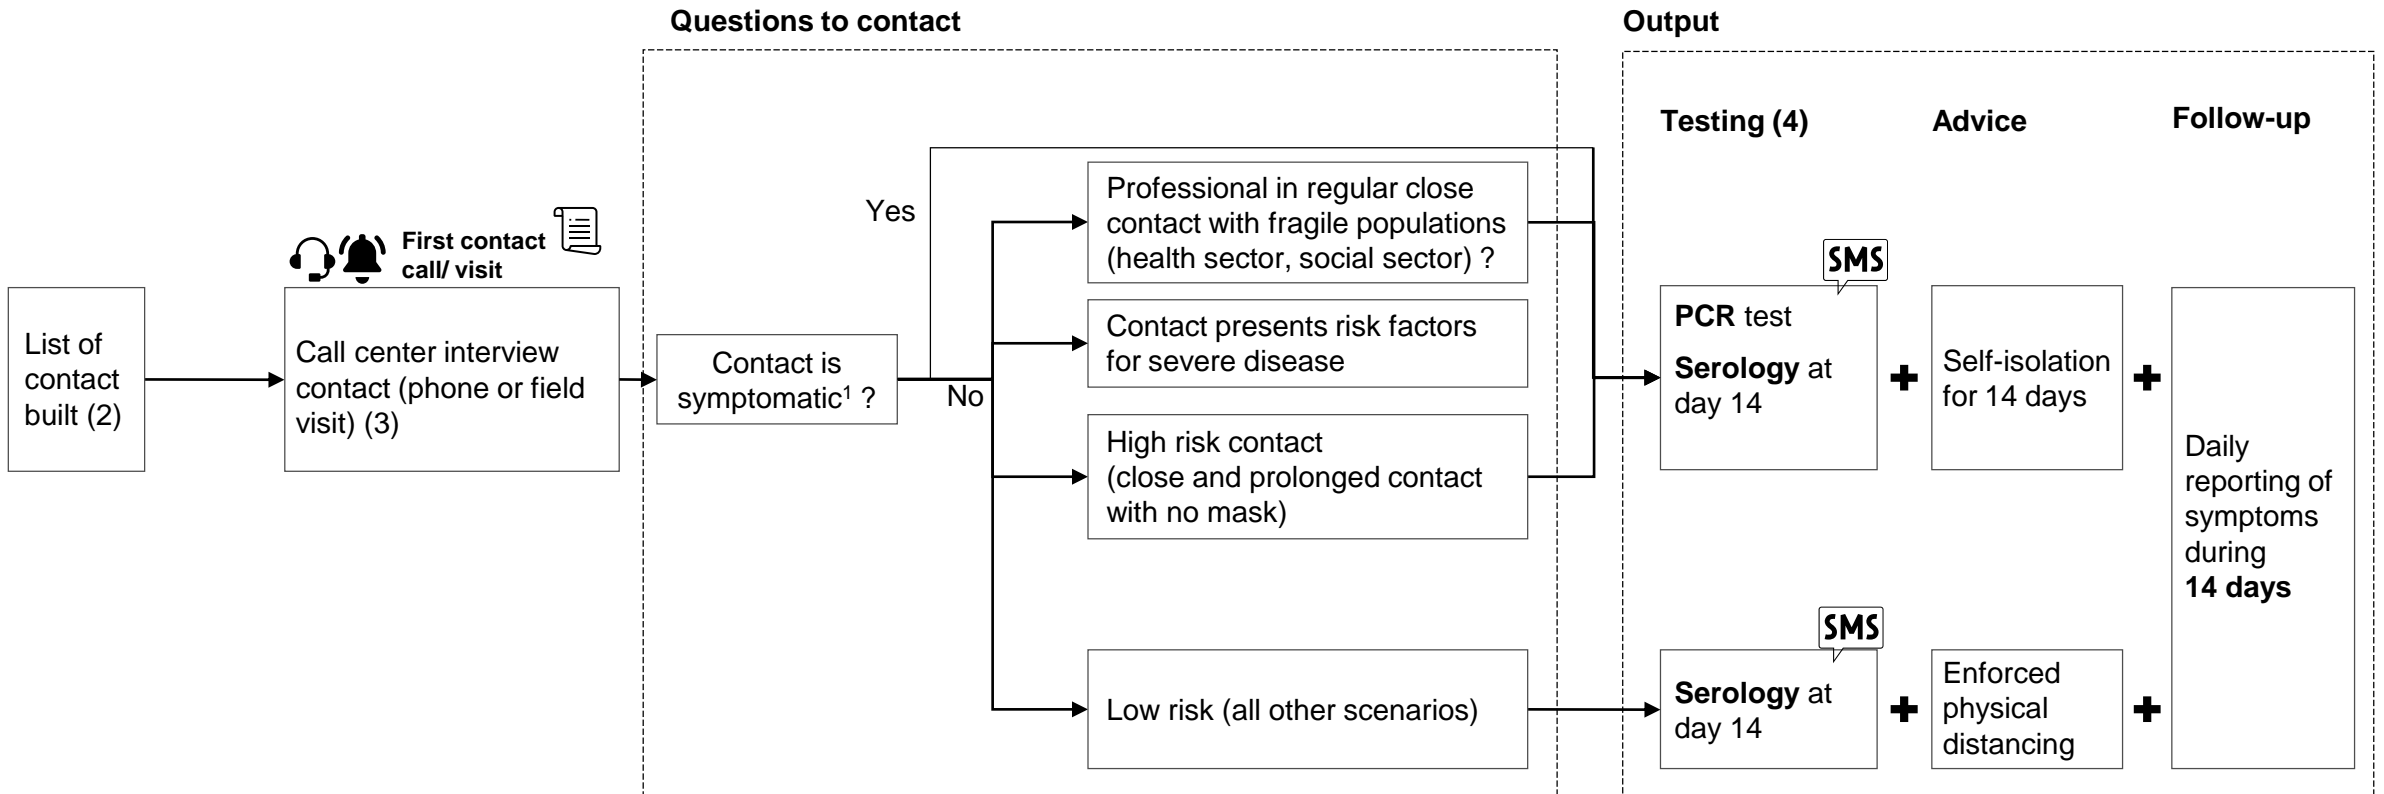 Questions to contact
Output
Testing (4)
Advice
Follow-up
First contact
call/ visit
List of
contact
built (2)
Call center interview
contact (phone or field
visit) (3)
Contact is
symptomatic¹ ?
Yes
No
Professional in regular close
contact with fragile populations
(health sector, social sector) ?
Contact presents risk factors
for severe disease
High risk contact
(close and prolonged contact
with no mask)
Low risk (all other scenarios)
SMS
PCR test
Serology at
day 14
Self-isolation
for 14 days
SMS
Serology at
day 14
Enforced
physical
distancing
Daily
reporting of
symptoms
during
14 days